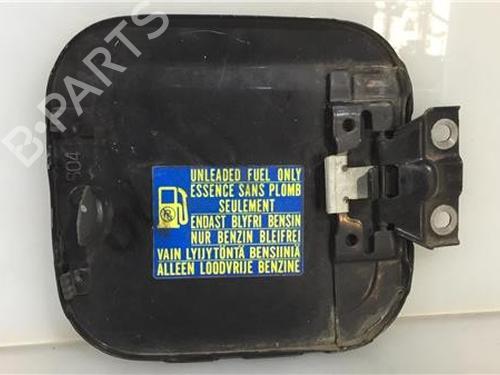 B-PARTS
504
UNLEADED FUEL ONLY
ESSENCE SANS PLOMB
SEULEMENT
ENDAST BLYFRI BENSIN
NUR BENZIN BLEIFREI
VAIN LYIJYTÖNTÄ BENSIINIÄ
ALLEEN LOODVRIJE BENZINE